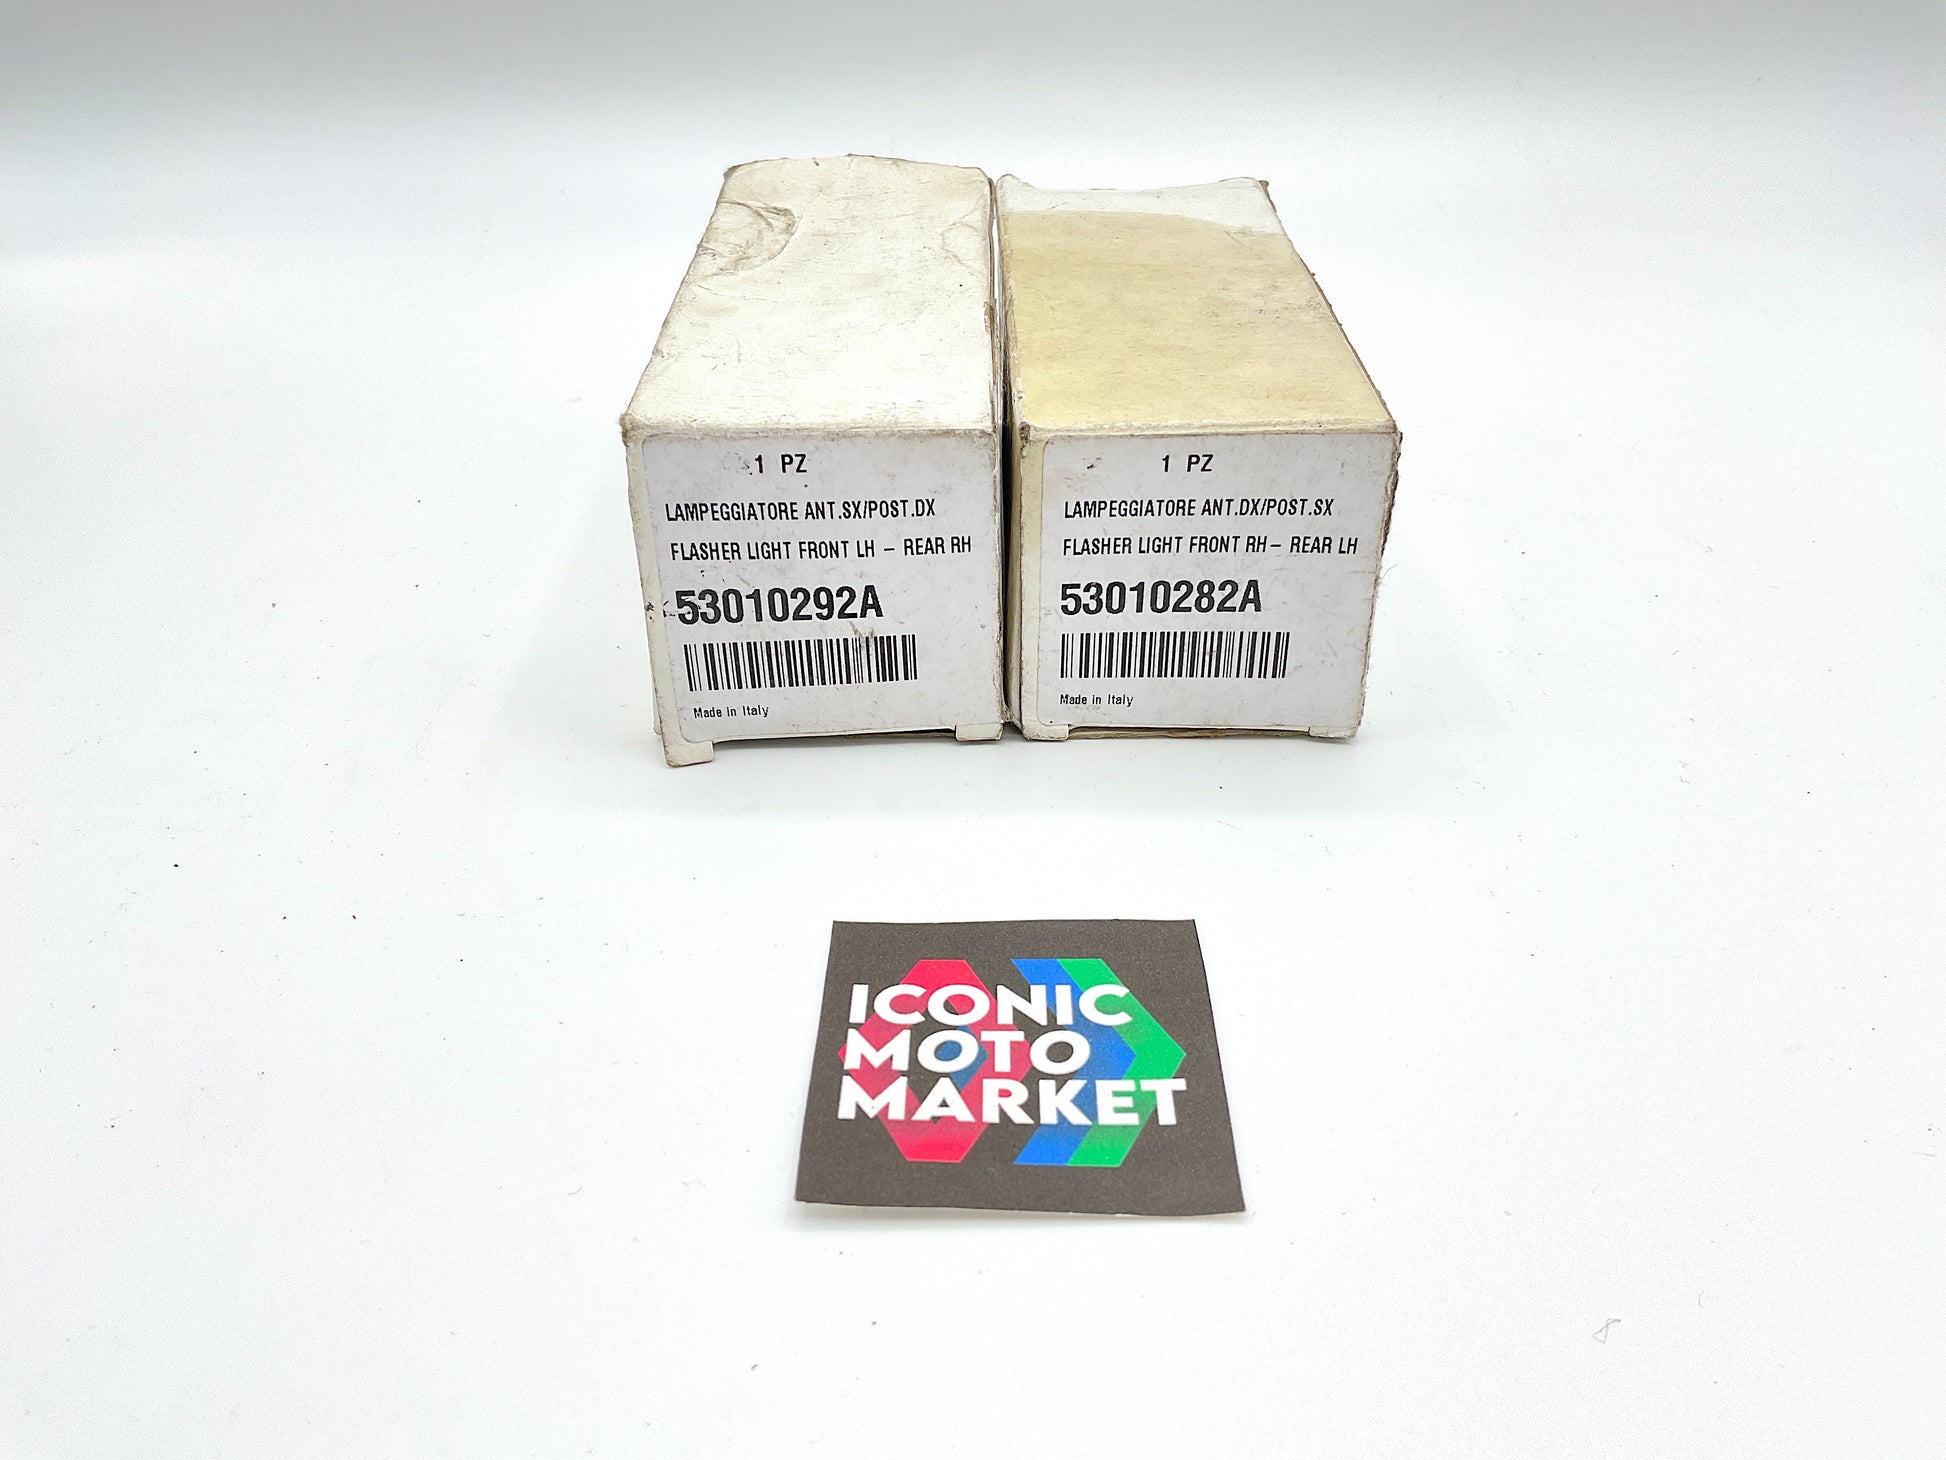 1 PZ
LAMPEGGIATORE ANT.SX/POST.DX
FLASHER LIGHT FRONT LH – REAR RH
53010292A
Made in Italy
1 PZ
LAMPEGGIATORE ANT.DX/POST.SX
FLASHER LIGHT FRONT RH– REAR LH
53010282A
Made in Italy
ICONIC
MOTO
MARKET